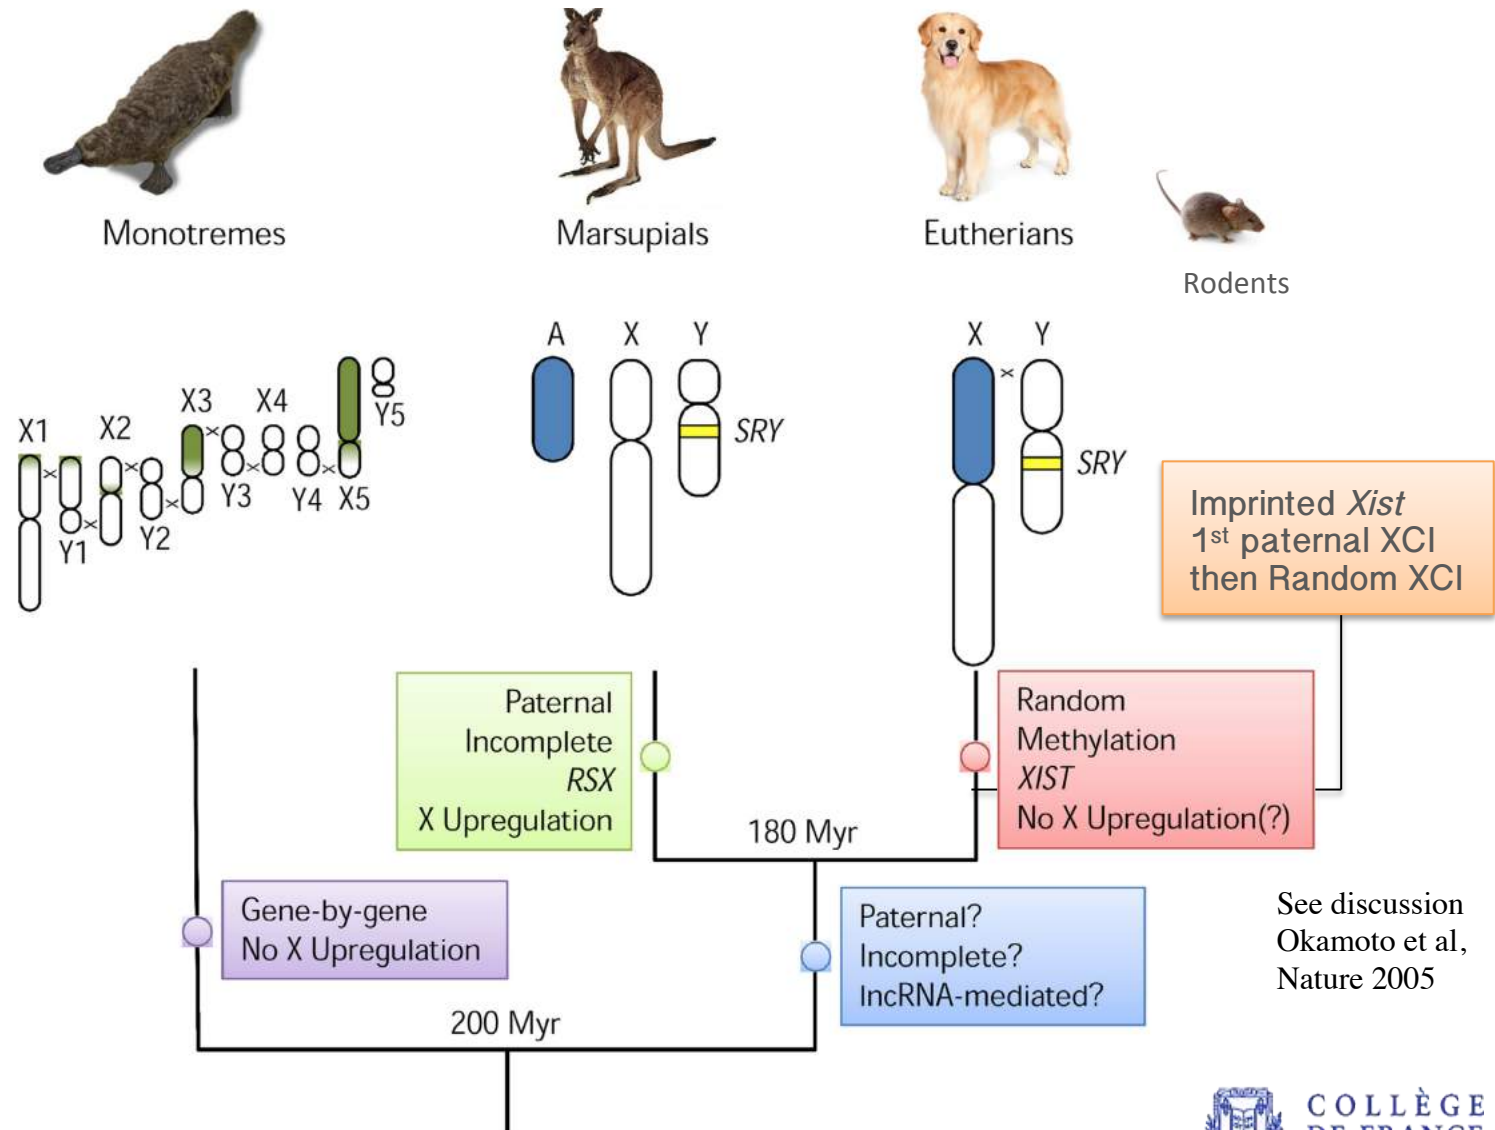 Monotremes
Marsupials
Eutherians
Rodents
X1
Y1
X2
Y2
X3
Y3
X4
Y4
X5
Y5
A
X
Y
SRY
X
Y
SRY
Imprinted Xist
1st paternal XCI
then Random XCI
Paternal
Incomplete
RSX
X Upregulation
Random
Methylation
XIST
No X Upregulation(?)
180 Myr
Gene-by-gene
No X Upregulation
Paternal?
Incomplete?
lncRNA-mediated?
See discussion
Okamoto et al,
Nature 2005
200 Myr
COLLÈGE
DE FRANCE